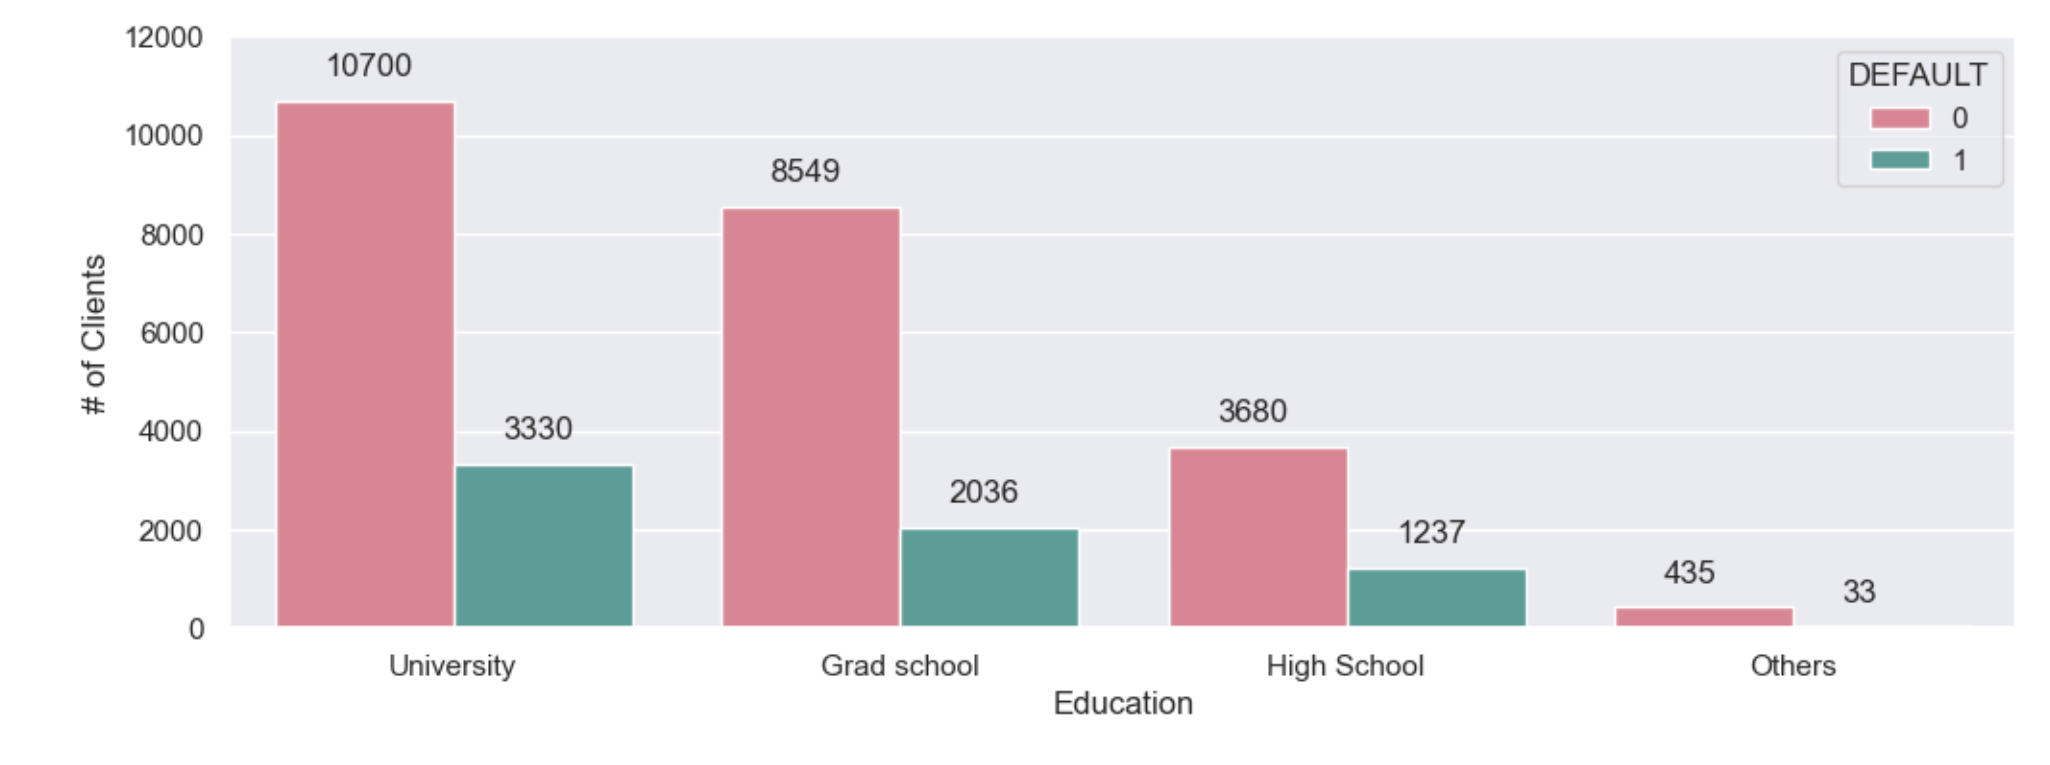 12000
10000
8000
6000
4000
2000
0
# of Clients
10700
3330
8549
2036
3680
1237
435
33
DEFAULT
0
1
University
Grad school
High School
Others
Education